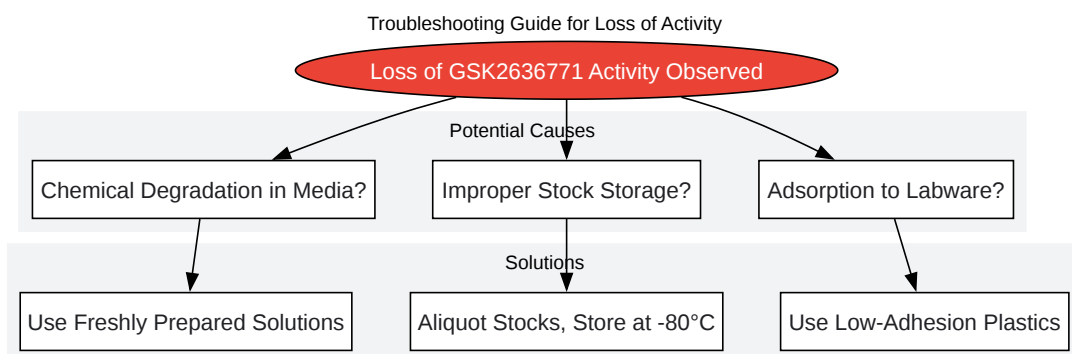 Troubleshooting Guide for Loss of Activity
Loss of GSK2636771 Activity Observed
Potential Causes
Chemical Degradation in Media?
Improper Stock Storage?
Adsorption to Labware?
Solutions
Use Freshly Prepared Solutions
Aliquot Stocks, Store at -80°C
Use Low-Adhesion Plastics